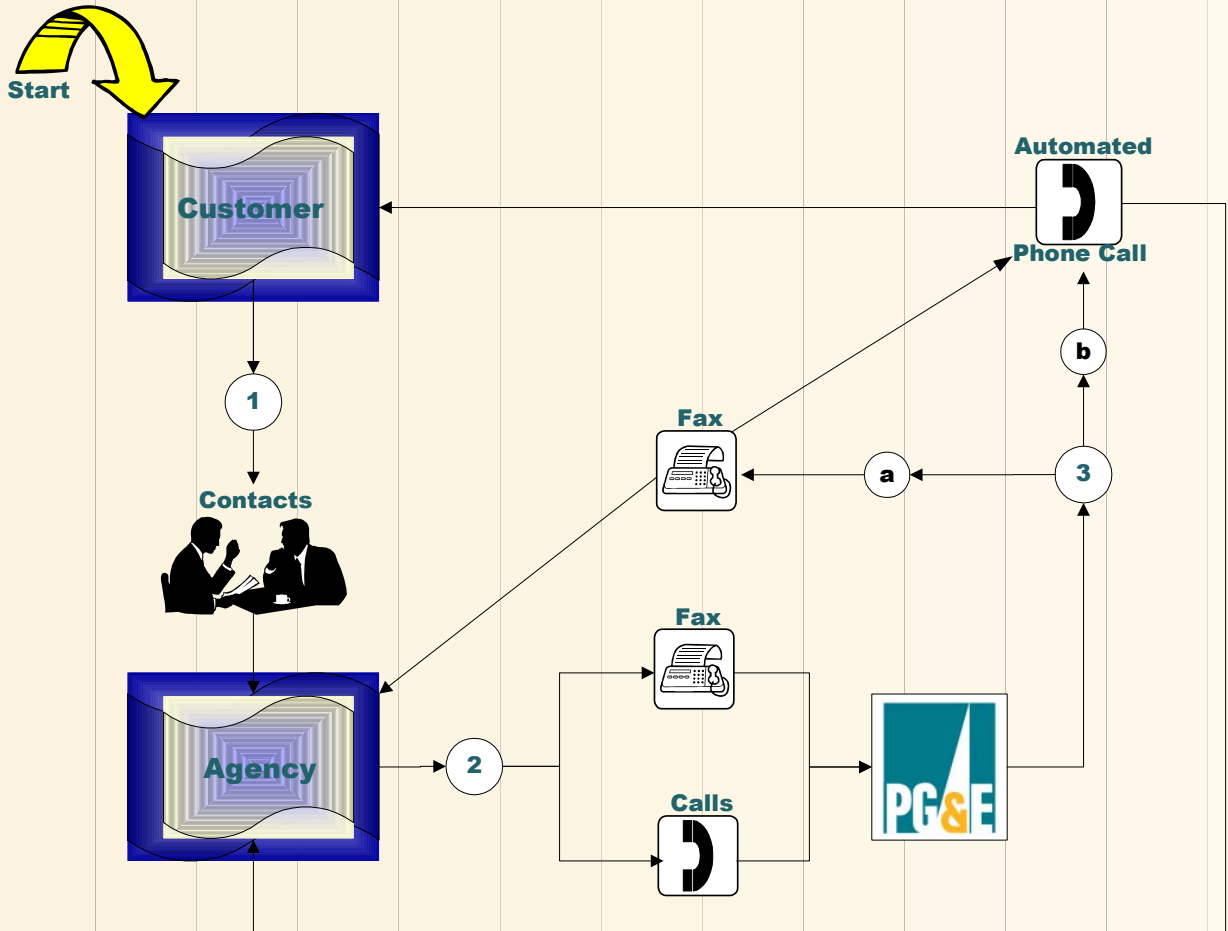 Start
Automated
Customer
Phone Call
b
1
Fax
a
3
Contacts
Fax
Agency
2
Calls
PG&E